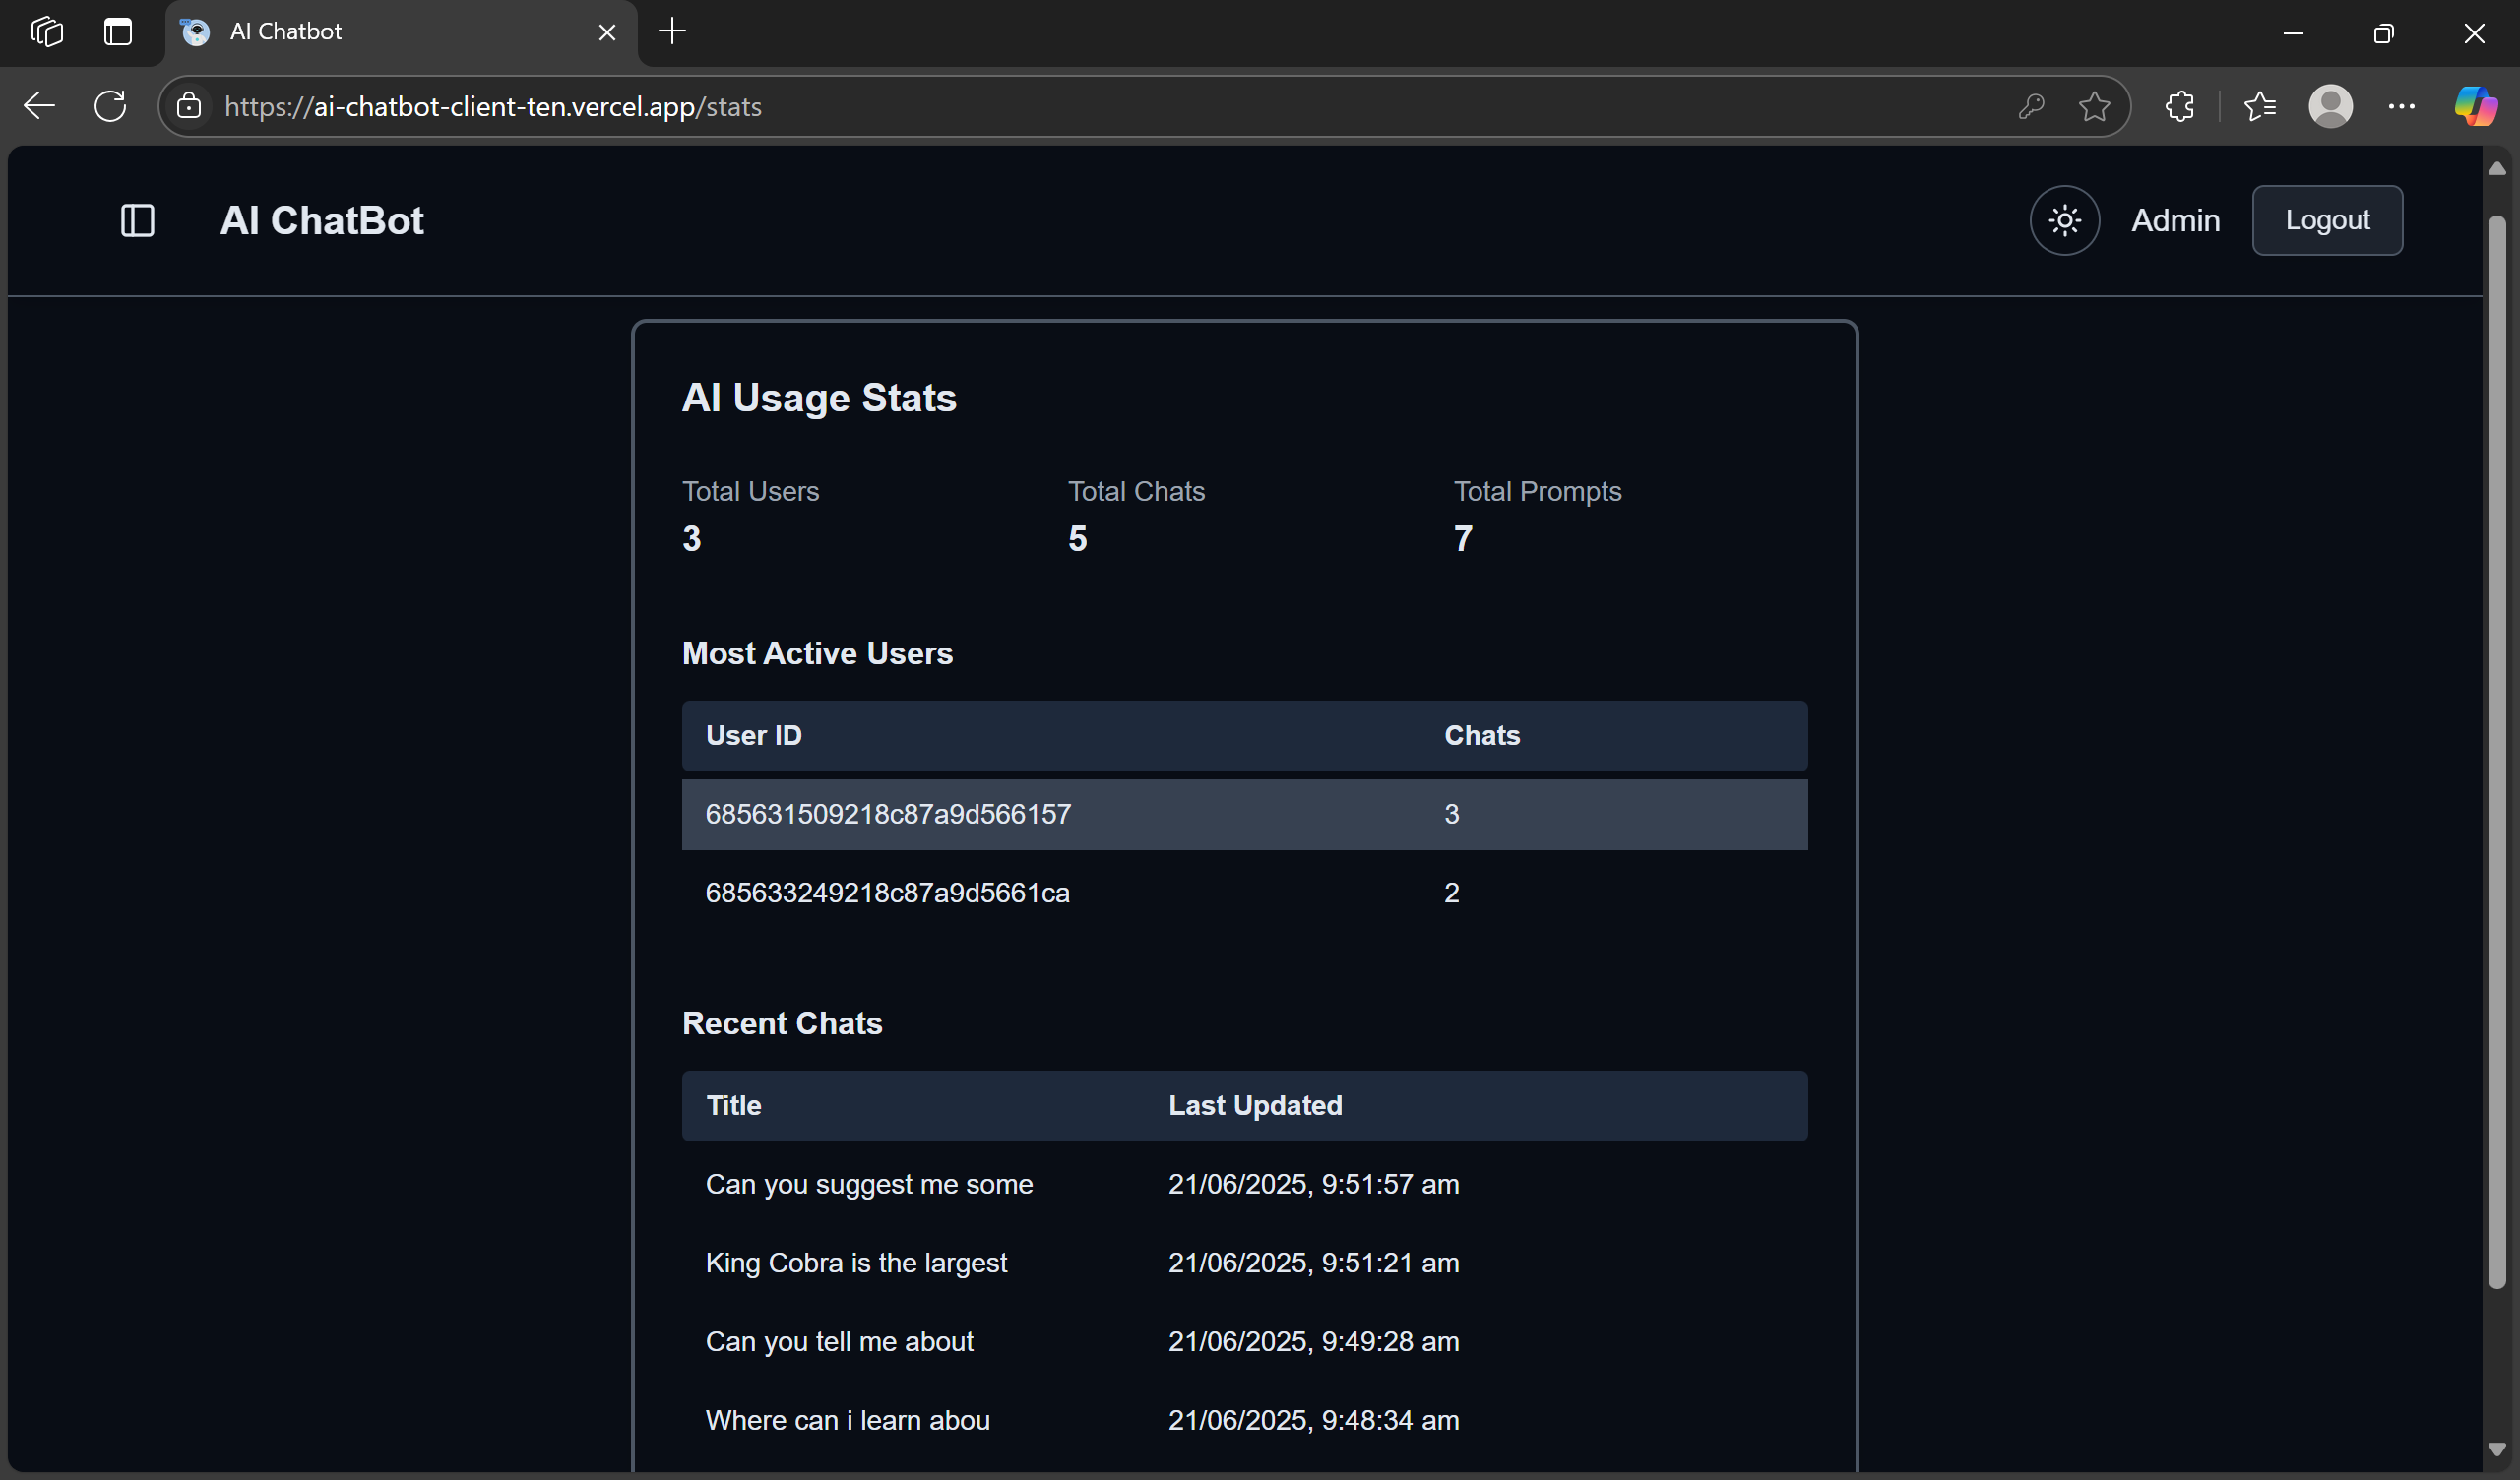 AI Chatbot
https://ai-chatbot-client-ten.vercel.app/stats
AI ChatBot
Admin
Logout
AI Usage Stats
Total Users Total Chats Total Prompts
3 5 7
Most Active Users
User ID Chats
685631509218c87a9d566157 3
685633249218c87a9d5661ca 2
Recent Chats
Title Last Updated
Can you suggest me some 21/06/2025, 9:51:57 am
King Cobra is the largest 21/06/2025, 9:51:21 am
Can you tell me about 21/06/2025, 9:49:28 am
Where can i learn abou 21/06/2025, 9:48:34 am